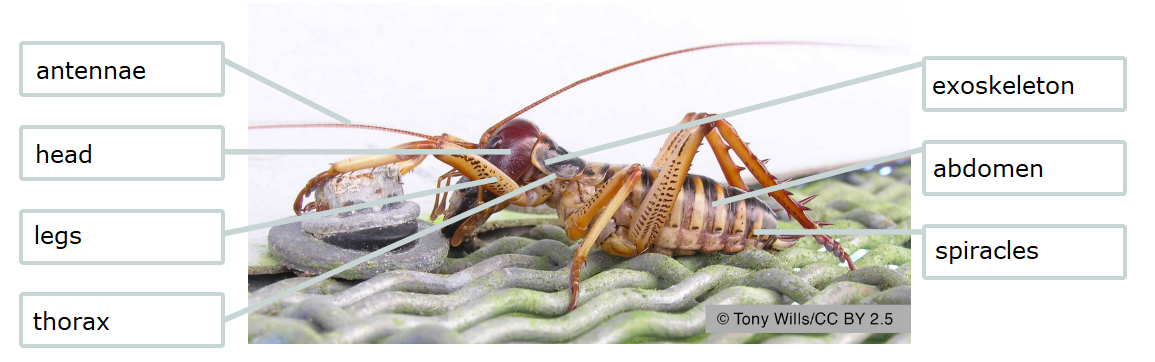 antennae
head
legs
thorax
exoskeleton
abdomen
spiracles
© Tony Wills/CC BY 2.5